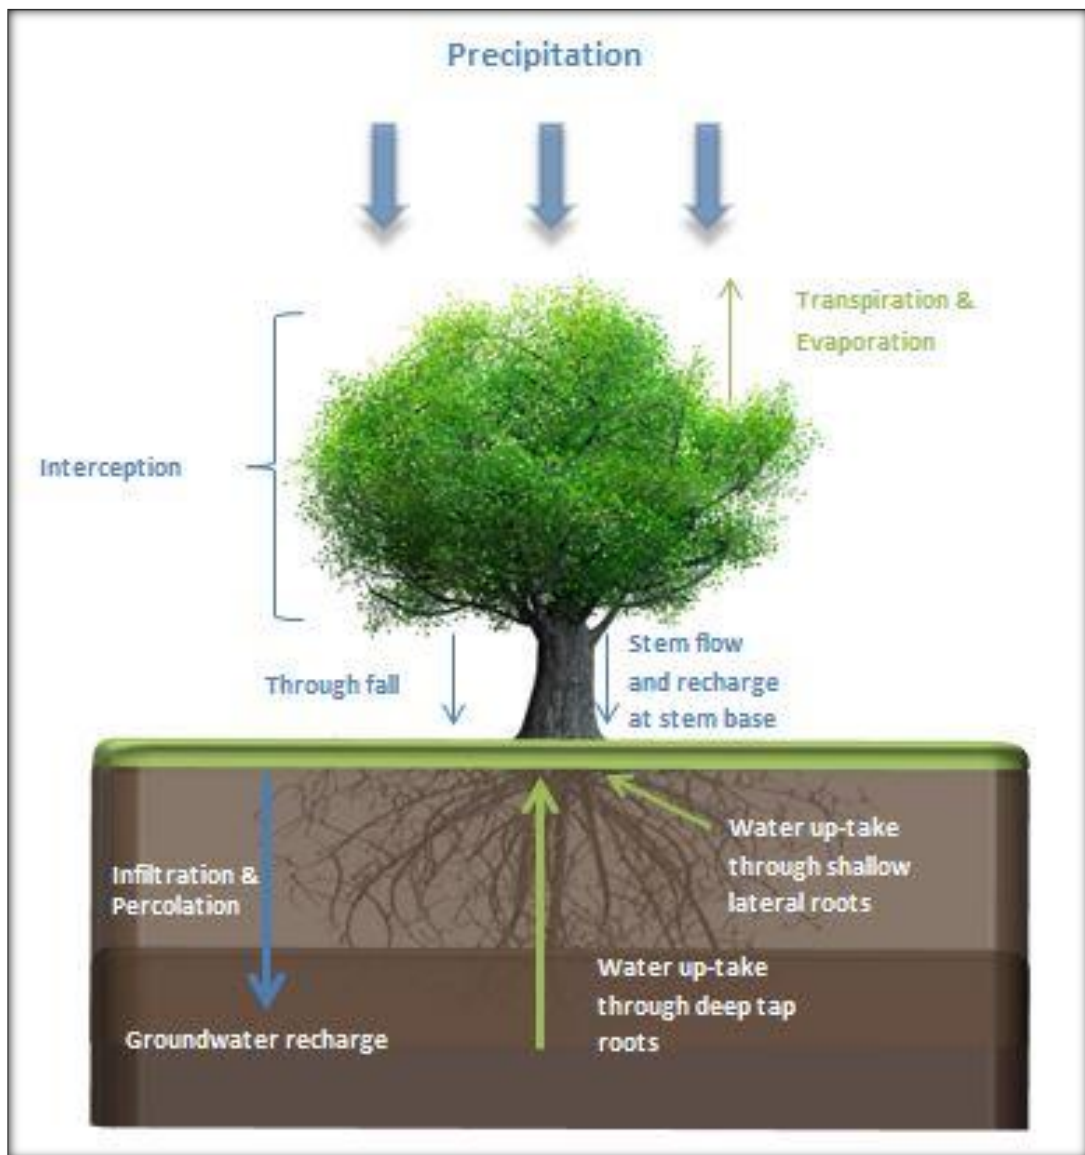 Precipitation
Transpiration &
Evaporation
Interception
Through fall
Stem flow
and recharge
at stem base
Water up-take
through shallow
lateral roots
Infiltration &
Percolation
Water up-take
through deep tap
roots
Groundwater recharge